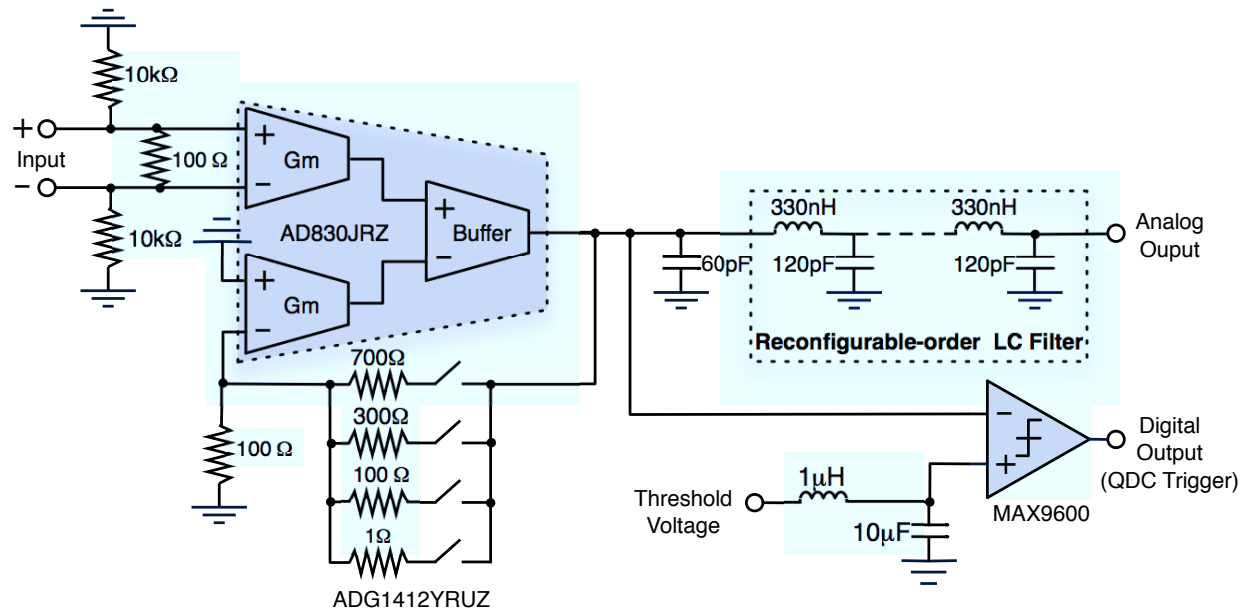 10kΩ
+
Input
−
100 Ω
10kΩ
+
Gm
−
AD830JRZ
+
Buffer
−
+
Gm
−
700Ω
300Ω
100 Ω
1Ω
100 Ω
ADG1412YRUZ
60pF
330nH
330nH
120pF
120pF
Reconfigurable-order LC Filter
Analog
Ouput
−
+
MAX9600
Digital
Output
(QDC Trigger)
Threshold
Voltage
1μH
10μF